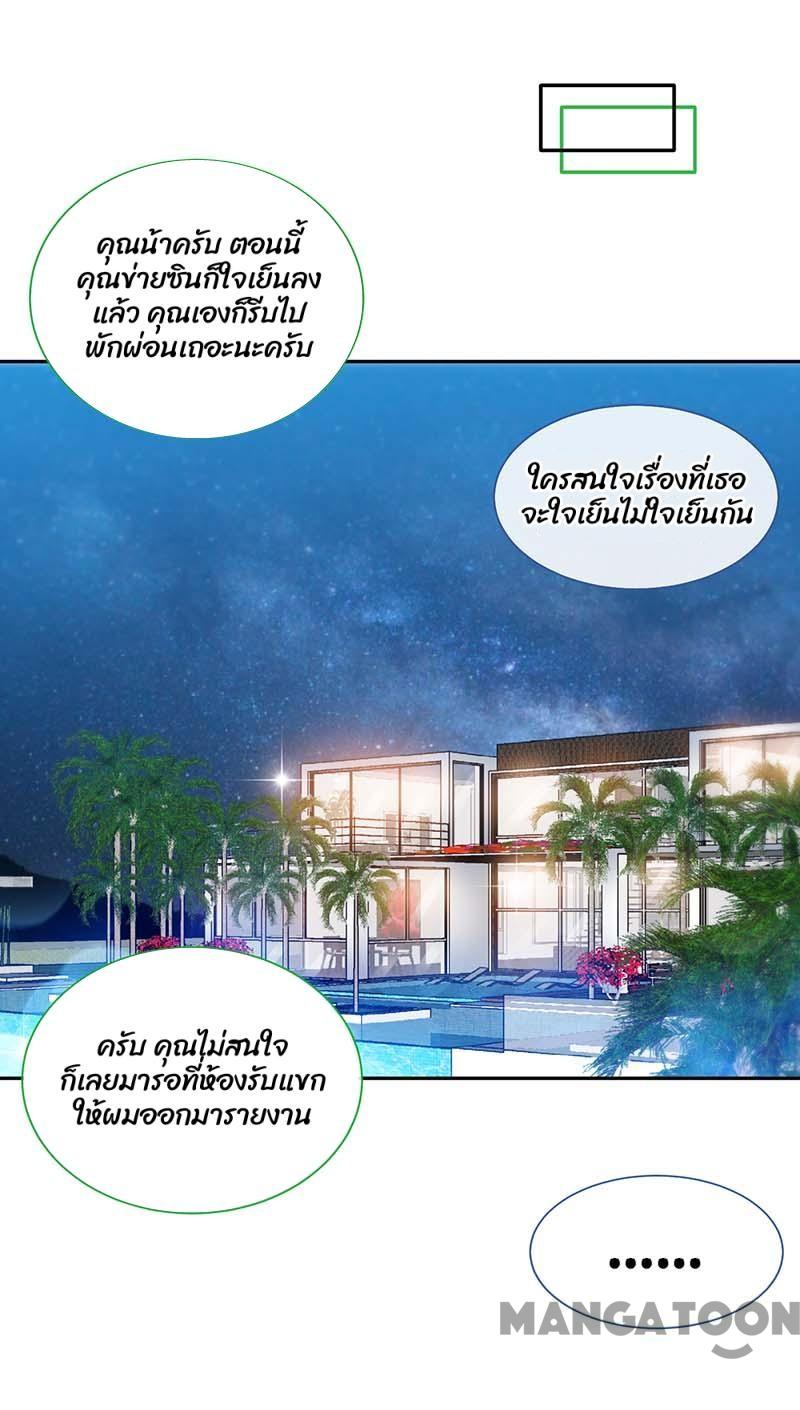 คุณน้าครับ ตอนนี้
คุณข่ายซินก็ใจเย็นลง
แล้ว คุณเองก็รีบไป
พักผ่อนเถอะนะครับ
ใครสนใจเรื่องที่เธอ
จะใจเย็นไม่ใจเย็นกัน
ครับ คุณไม่สนใจ
ก็เลยมารอที่ห้องรับแขก
ให้ผมออกมารายงาน
......
MANGATOON